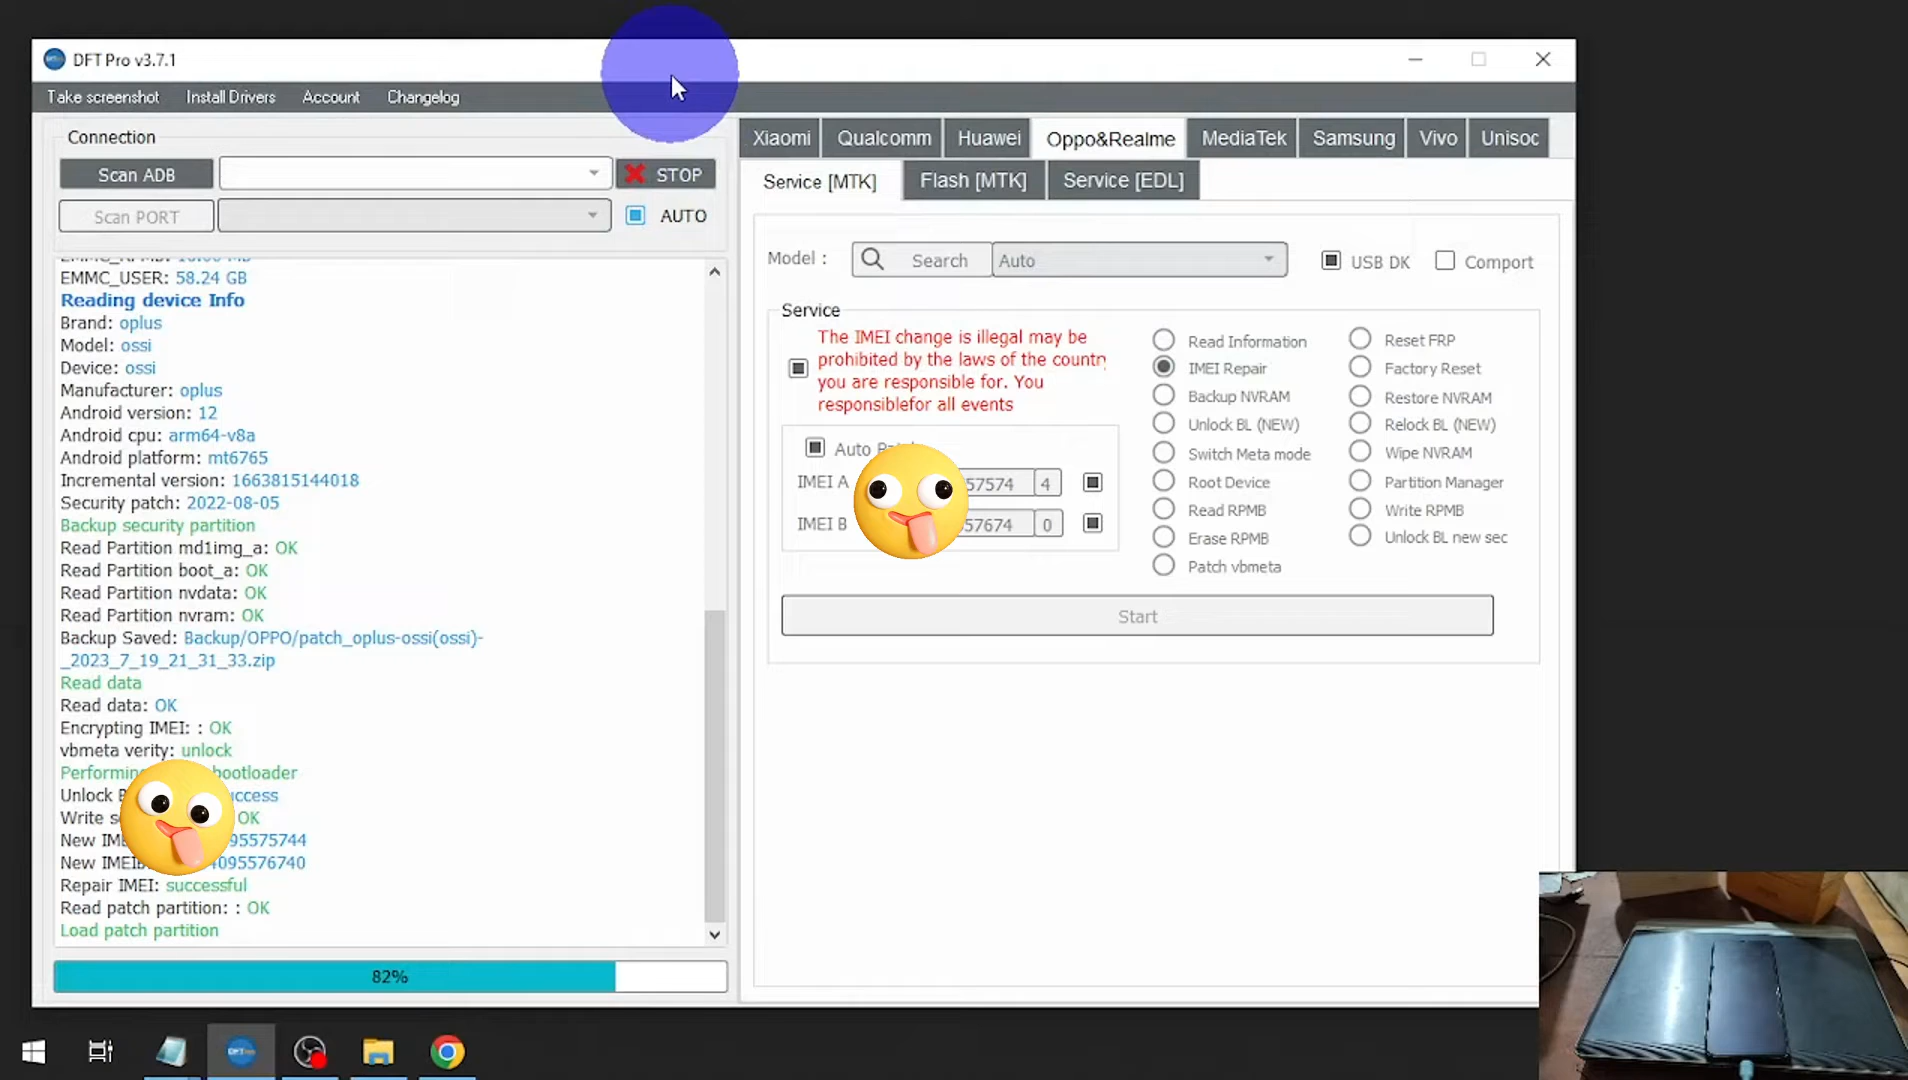 DFT Pro v3.7.1
Take screenshot Install Drivers Account Changelog
Connection
Scan ADB STOP
Scan PORT AUTO
EMMC_USER: 58.24 GB
Reading device Info
Brand: oplus
Model: ossi
Device: ossi
Manufacturer: oplus
Android version: 12
Android cpu: arm64-v8a
Android platform: mt6765
Incremental version: 1663815144018
Security patch: 2022-08-05
Backup security partition
Read Partition md1img_a: OK
Read Partition boot_a: OK
Read Partition nvdata: OK
Read Partition nvram: OK
Backup Saved: Backup/OPPO/patch_oplus-ossi(ossi)-
_2023_7_19_21_31_33.zip
Read data
Read data: OK
Encrypting IMEI: : OK
vbmeta verity: unlock
bootloader
Unlock
Write OK
New 95575744
New 4095576740
Repair IMEI: successful
Read patch partition: : OK
Load patch partition
82%
Xiaomi Qualcomm Huawei Oppo&Realme MediaTek Samsung Vivo Unisoc
Service [MTK] Flash [MTK] Service [EDL]
Model : Search Auto USB DK Comport
Service
The IMEI change is illegal may be
prohibited by the laws of the country
you are responsible for. You
responsiblefor all events
Auto
IMEI A 57574 4
IMEI B 57674 0
Read Information Reset FRP
IMEI Repair Factory Reset
Backup NVRAM Restore NVRAM
Unlock BL (NEW) Relock BL (NEW)
Switch Meta mode Wipe NVRAM
Root Device Partition Manager
Read RPMB Write RPMB
Erase RPMB Unlock BL new sec
Patch vbmeta
Start